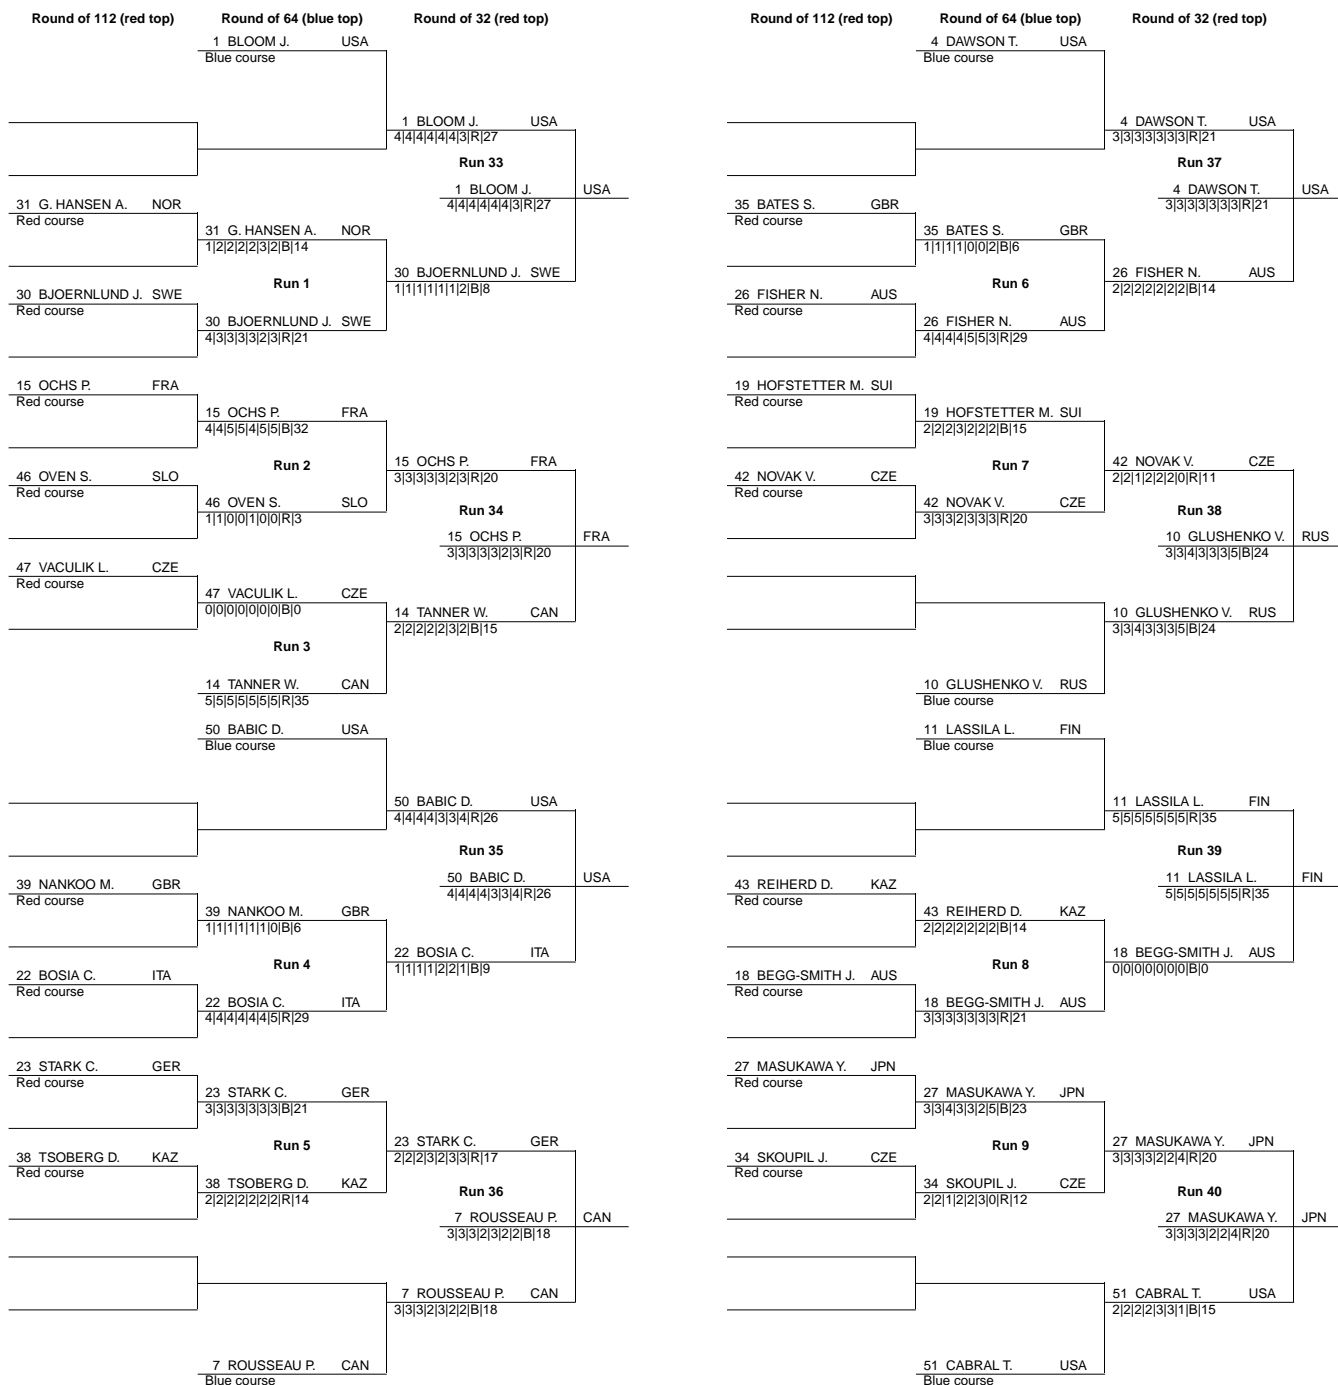 Round of 112 (red top) Round of 64 (blue top) Round of 32 (red top)
1 BLOOM J. USA
Blue course
1 BLOOM J. USA
4|4|4|4|4|4|3|R|27
Run 33
1 BLOOM J. USA
4|4|4|4|4|4|3|R|27
31 G. HANSEN A. NOR
Red course
31 G. HANSEN A. NOR
1|2|2|2|2|3|2|B|14
Run 1
30 BJOERNLUND J. SWE
1|1|1|1|1|1|2|B|8
30 BJOERNLUND J. SWE
Red course
30 BJOERNLUND J. SWE
4|3|3|3|3|2|3|R|21
15 OCHS P. FRA
Red course
15 OCHS P. FRA
4|4|5|5|4|5|5|B|32
Run 2
15 OCHS P. FRA
3|3|3|3|3|2|3|R|20
46 OVEN S. SLO
Red course
46 OVEN S. SLO
1|1|0|0|1|0|0|R|3
Run 34
15 OCHS P. FRA
3|3|3|3|3|2|3|R|20
47 VACULIK L. CZE
Red course
47 VACULIK L. CZE
0|0|0|0|0|0|0|B|0
14 TANNER W. CAN
2|2|2|2|2|3|2|B|15
Run 3
14 TANNER W. CAN
5|5|5|5|5|5|5|R|35
50 BABIC D. USA
Blue course
50 BABIC D. USA
4|4|4|4|3|3|4|R|26
Run 35
50 BABIC D. USA
4|4|4|4|3|3|4|R|26
39 NANKOO M. GBR
Red course
39 NANKOO M. GBR
1|1|1|1|1|1|0|B|6
Run 4
22 BOSIA C. ITA
1|1|1|1|2|2|1|B|9
22 BOSIA C. ITA
Red course
22 BOSIA C. ITA
4|4|4|4|4|4|5|R|29
23 STARK C. GER
Red course
23 STARK C. GER
3|3|3|3|3|3|3|B|21
Run 5
23 STARK C. GER
2|2|2|3|2|3|3|R|17
38 TSOBERG D. KAZ
Red course
38 TSOBERG D. KAZ
2|2|2|2|2|2|2|R|14
Run 36
7 ROUSSEAU P. CAN
3|3|3|2|3|2|2|B|18
7 ROUSSEAU P. CAN
3|3|3|2|3|2|2|B|18
7 ROUSSEAU P. CAN
Blue course
Round of 112 (red top) Round of 64 (blue top) Round of 32 (red top)
4 DAWSON T. USA
Blue course
4 DAWSON T. USA
3|3|3|3|3|3|3|R|21
Run 37
4 DAWSON T. USA
3|3|3|3|3|3|3|R|21
35 BATES S. GBR
Red course
35 BATES S. GBR
1|1|1|1|0|0|2|B|6
Run 6
26 FISHER N. AUS
2|2|2|2|2|2|2|B|14
26 FISHER N. AUS
Red course
26 FISHER N. AUS
4|4|4|4|5|5|3|R|29
19 HOFSTETTER M. SUI
Red course
19 HOFSTETTER M. SUI
2|2|2|3|2|2|2|B|15
Run 7
42 NOVAK V. CZE
2|2|1|2|2|2|0|R|11
42 NOVAK V. CZE
Red course
42 NOVAK V. CZE
3|3|3|2|3|3|3|R|20
Run 38
10 GLUSHENKO V. RUS
3|3|4|3|3|3|5|B|24
10 GLUSHENKO V. RUS
3|3|4|3|3|3|5|B|24
10 GLUSHENKO V. RUS
Blue course
11 LASSILA L. FIN
Blue course
11 LASSILA L. FIN
5|5|5|5|5|5|5|R|35
Run 39
11 LASSILA L. FIN
5|5|5|5|5|5|5|R|35
43 REIHERD D. KAZ
Red course
43 REIHERD D. KAZ
2|2|2|2|2|2|2|B|14
Run 8
18 BEGG-SMITH J. AUS
0|0|0|0|0|0|0|B|0
18 BEGG-SMITH J. AUS
Red course
18 BEGG-SMITH J. AUS
3|3|3|3|3|3|3|R|21
27 MASUKAWA Y. JPN
Red course
27 MASUKAWA Y. JPN
3|3|4|3|3|2|5|B|23
Run 9
27 MASUKAWA Y. JPN
3|3|3|3|2|2|4|R|20
34 SKOUPIL J. CZE
Red course
34 SKOUPIL J. CZE
2|2|1|2|2|3|0|R|12
Run 40
27 MASUKAWA Y. JPN
3|3|3|3|2|2|4|R|20
51 CABRAL T. USA
2|2|2|2|3|3|1|B|15
51 CABRAL T. USA
Blue course